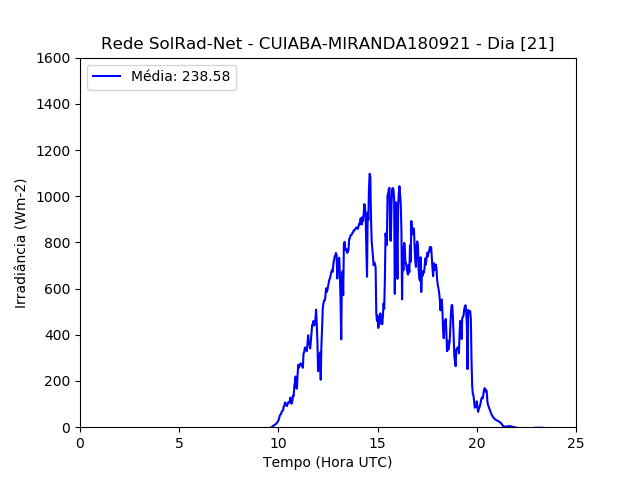 Rede SolRad-Net - CUIABA-MIRANDA180921 - Dia [21]
Média: 238.58
Irradiância (Wm-2)
1600
1400
1200
1000
800
600
400
200
0
0 5 10 15 20 25
Tempo (Hora UTC)